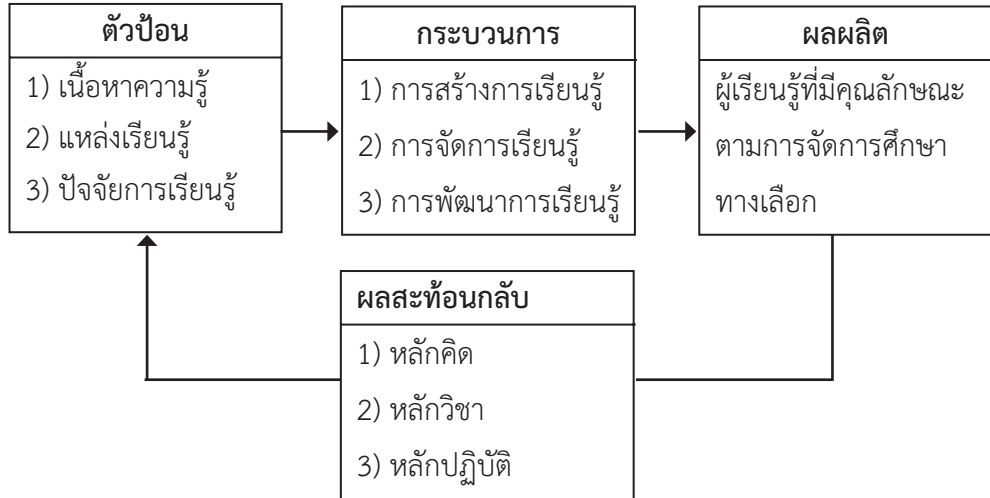 ตัวป้อน
1) เนื้อหาความรู้
2) แหล่งเรียนรู้
3) ปัจจัยการเรียนรู้
กระบวนการ
1) การสร้างการเรียนรู้
2) การจัดการเรียนรู้
3) การพัฒนาการเรียนรู้
ผลผลิต
ผู้เรียนรู้ที่มีคุณลักษณะ
ตามการจัดการศึกษา
ทางเลือก
ผลสะท้อนกลับ
1) หลักคิด
2) หลักวิชา
3) หลักปฏิบัติ